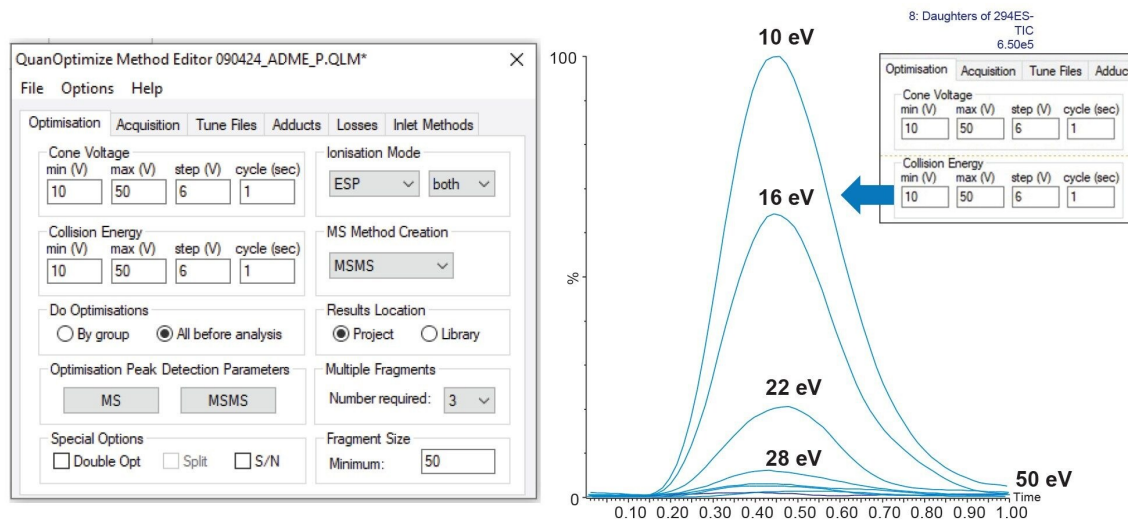 QuanOptimize Method Editor 090424_ADME_P.QLM*
File Options Help
Optimisation Acquisition Tune Files Adducts Losses Inlet Methods
Cone Voltage
min (V) max (V) step (V) cycle (sec)
10 50 6 1
Ionisation Mode
ESP both
Collision Energy
min (V) max (V) step (V) cycle (sec)
10 50 6 1
MS Method Creation
MSMS
Do Optimisations
By group All before analysis
Results Location
Project Library
Optimisation Peak Detection Parameters
MS MSMS
Multiple Fragments
Number required: 3
Special Options
Double Opt Split S/N
Fragment Size
Minimum: 50
8: Daughters of 294ES-
TIC
6.50e5
100
%
0
10 eV
16 eV
22 eV
28 eV
50 eV
Time
0.10 0.20 0.30 0.40 0.50 0.60 0.70 0.80 0.90 1.00
Optimisation Acquisition Tune Files Adduc
Cone Voltage
min (V) max (V) step (V) cycle (sec)
10 50 6 1
Collision Energy
min (V) max (V) step (V) cycle (sec)
10 50 6 1